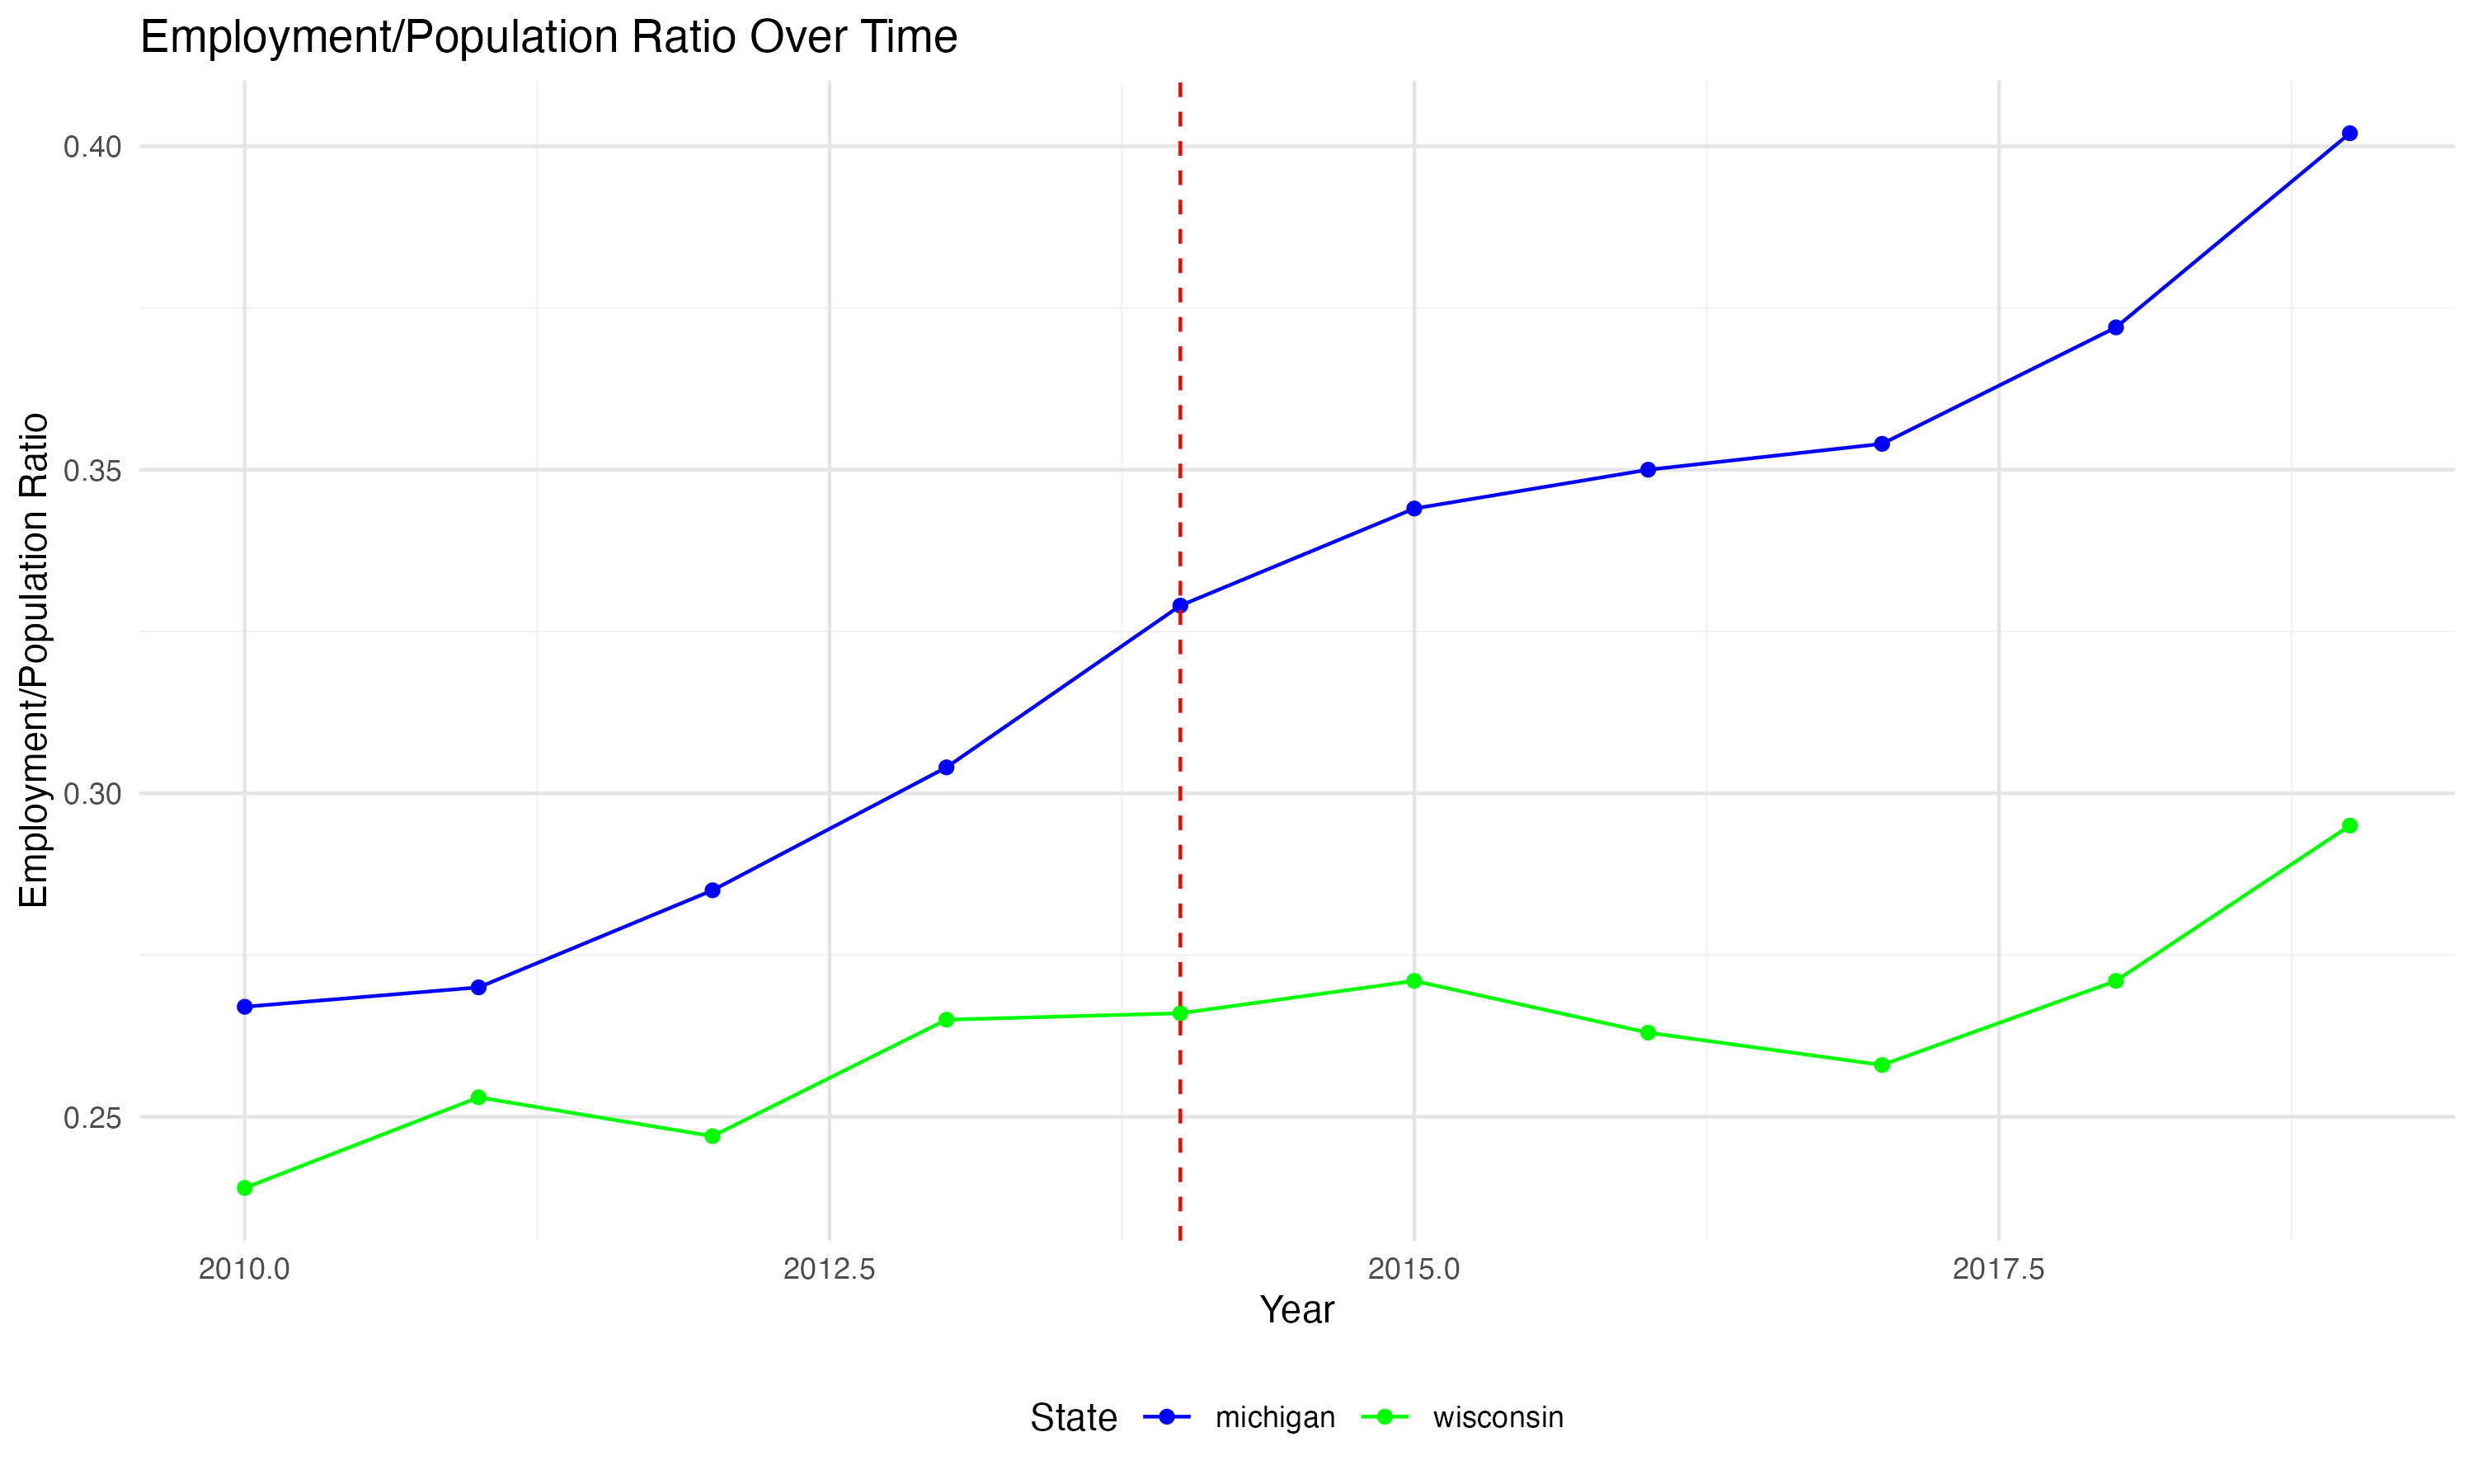 Employment/Population Ratio Over Time
Employment/Population Ratio
0.40
0.35
0.30
0.25
2010.0 2012.5 2015.0 2017.5
Year
State michigan wisconsin